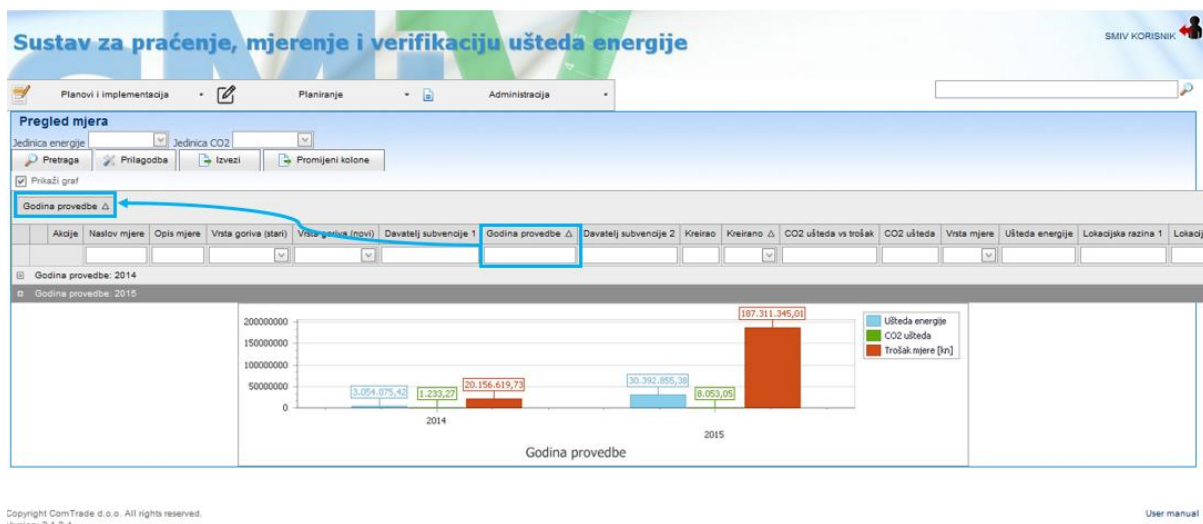 Sustav za praćenje, mjerenje i verifikaciju ušteda energije
SMIV KORISNIK
Planovi i implementacija Planiranje Administracija
Pregled mjera
Jedinica energije Jedinica CO2
Pretraga Prilagodba Izvezi Promijeni kolone
Prikaži graf
Godina provedbe
Akcije Naslov mjere Opis mjere Vrsta goriva (stari) Vrsta goriva (novi) Davatelj subvencije 1 Godina provedbe Davatelj subvencije 2 Kreirao Kreirano CO2 ušteda vs trošak CO2 ušteda Vrsta mjere Ušteda energije Lokacijska razina 1 Lokacij
Godina provedbe: 2014
Godina provedbe: 2015
187.311.345,01
200000000
150000000
100000000
50000000
0
3.054.075,42 1.233,27 20.156.619,73 30.392.855,38 8.053,05
Ušteda energije
CO2 ušteda
Trošak mjere [kn]
2014
2015
Godina provedbe
Copyright ComTrade d.o.o. All rights reserved.
User manual